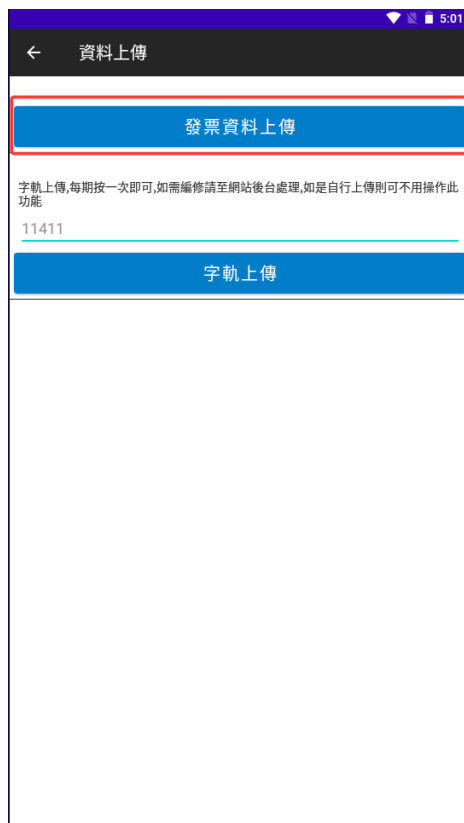 5:01
資料上傳
發票資料上傳
字軌上傳,每期按一次即可,如需編修請至網站後台處理,如是自行上傳則可不用操作此
功能
11411
字軌上傳